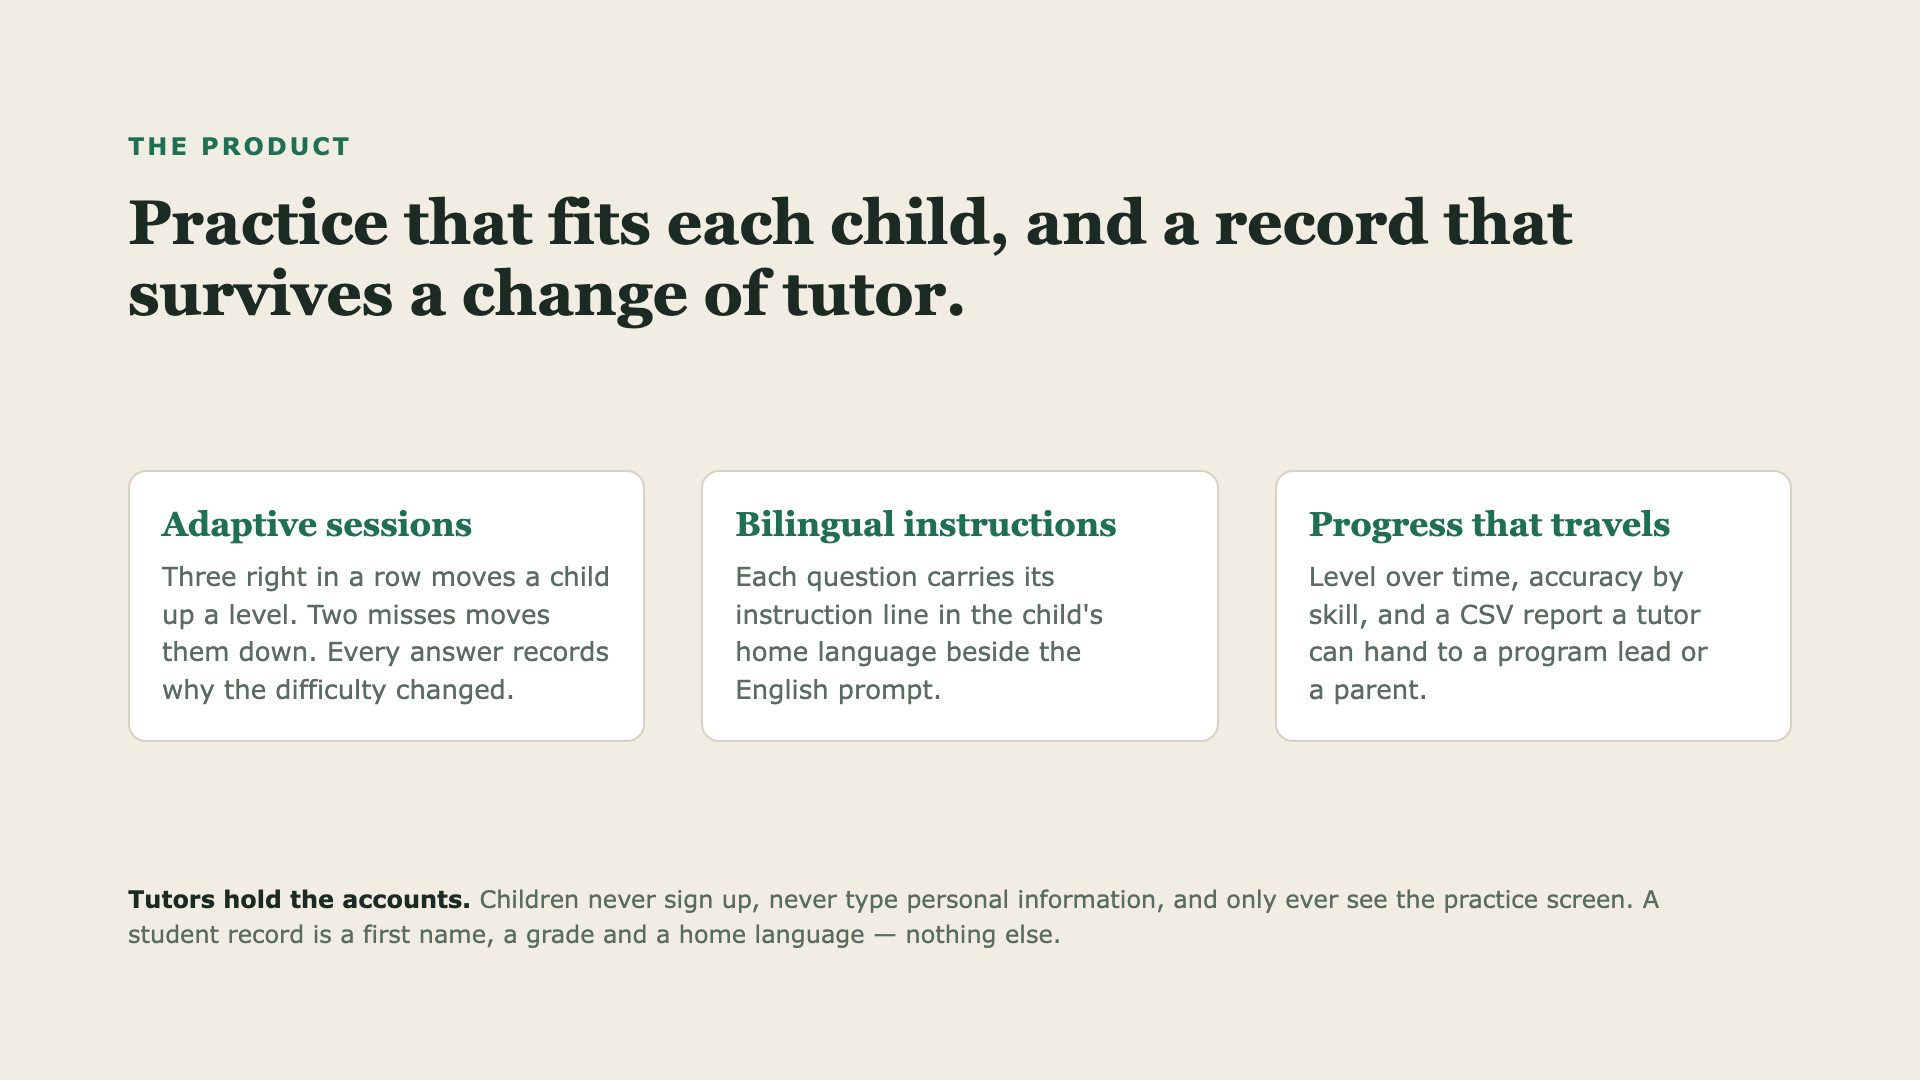 THE PRODUCT
Practice that fits each child, and a record that
survives a change of tutor.
Adaptive sessions
Three right in a row moves a child
up a level. Two misses moves
them down. Every answer records
why the difficulty changed.
Bilingual instructions
Each question carries its
instruction line in the child's
home language beside the
English prompt.
Progress that travels
Level over time, accuracy by
skill, and a CSV report a tutor
can hand to a program lead or
a parent.
Tutors hold the accounts. Children never sign up, never type personal information, and only ever see the practice screen. A
student record is a first name, a grade and a home language — nothing else.